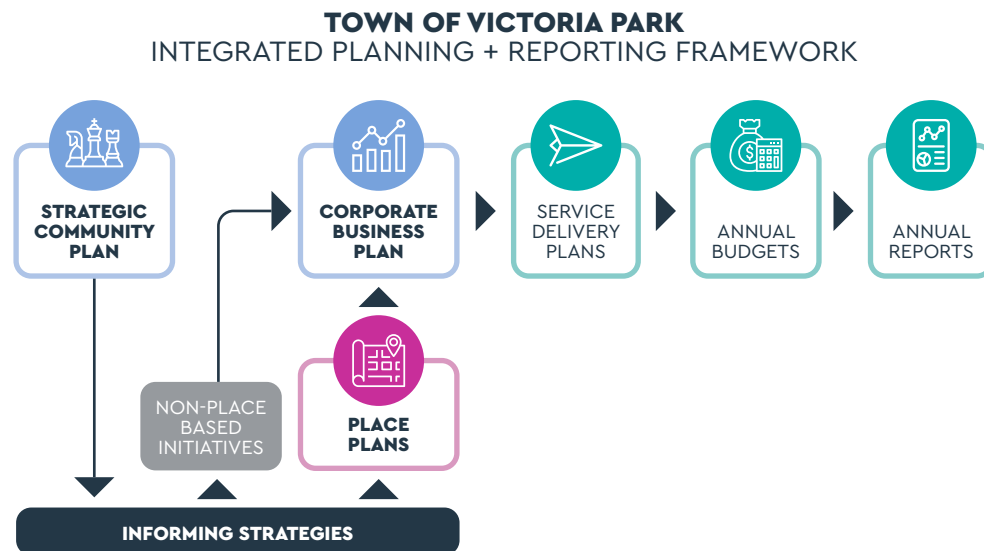 TOWN OF VICTORIA PARK
INTEGRATED PLANNING + REPORTING FRAMEWORK
STRATEGIC
COMMUNITY
PLAN
CORPORATE
BUSINESS
PLAN
SERVICE
DELIVERY
PLANS
$
ANNUAL
BUDGETS
ANNUAL
REPORTS
NON-PLACE
BASED
INITIATIVES
PLACE
PLANS
INFORMING STRATEGIES